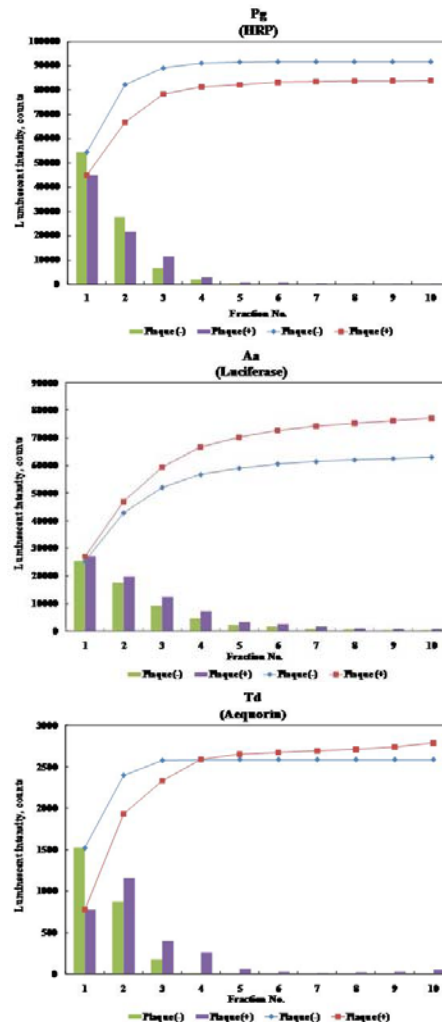 Pg
(HRP)
100000
90000
80000
70000
60000
50000
40000
30000
20000
10000
0
Luminescent intensity, counts
1 2 3 4 5 6 7 8 9 10
Fraction No.
Plaque(-) Plaque(+) Plaque(-) Plaque(+)
Aa
(Luciferase)
90000
80000
70000
60000
50000
40000
30000
20000
10000
0
Luminescent intensity, counts
1 2 3 4 5 6 7 8 9 10
Fraction No.
Plaque(-) Plaque(+) Plaque(-) Plaque(+)
Td
(Aequorin)
3000
2500
2000
1500
1000
500
0
Luminescent intensity, counts
1 2 3 4 5 6 7 8 9 10
Fraction No.
Plaque(-) Plaque(+) Plaque(-) Plaque(+)